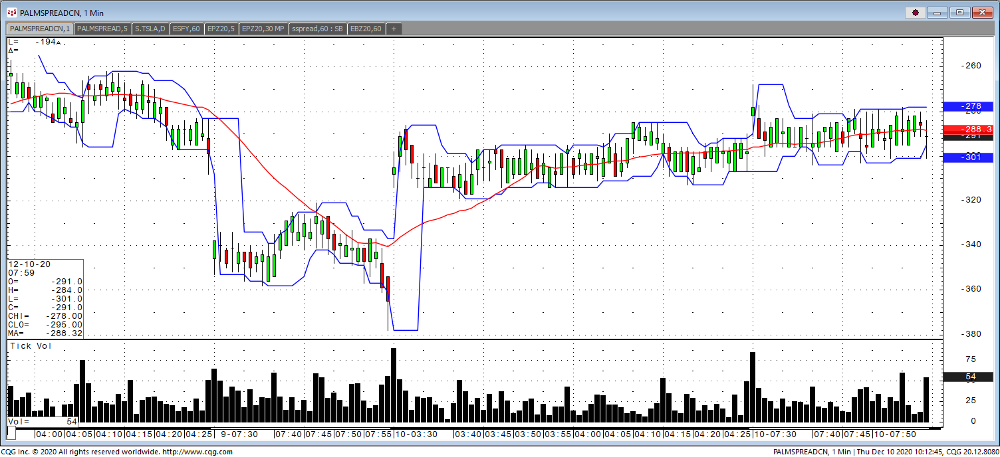 PALMSPREADCN, 1 Min
PALMSPREADCN,1 PALMSPREAD,5 S.TSLA,D ESFY,60 EPZ20,5 EPZ20,30 MP sspread,60 : SB EBZ20,60 +
L= -194
Δ=
-260
-278
-280
-288.3
-291
-301
-320
-340
-360
-380
12-10-20
07:59
O= -291.0
H= -284.0
L= -301.0
C= -291.0
CHI= -278.00
CLO= -295.00
MA= -288.32
Tick Vol
75
54
50
25
0
Vol= 54
04:00 04:05 04:10 04:15 04:20 04:25 9-07:30 07:40 07:45 07:50 07:55 10-03:30 03:40 03:45 03:50 03:55 04:00 04:05 04:10 04:15 04:20 04:25 10-07:30 07:40 07:45 10-07:50
CQG Inc. © 2020 All rights reserved worldwide. http://www.cqg.com
PALMSPREADCN, 1 Min | Thu Dec 10 2020 10:12:45, CQG 20.12.8080